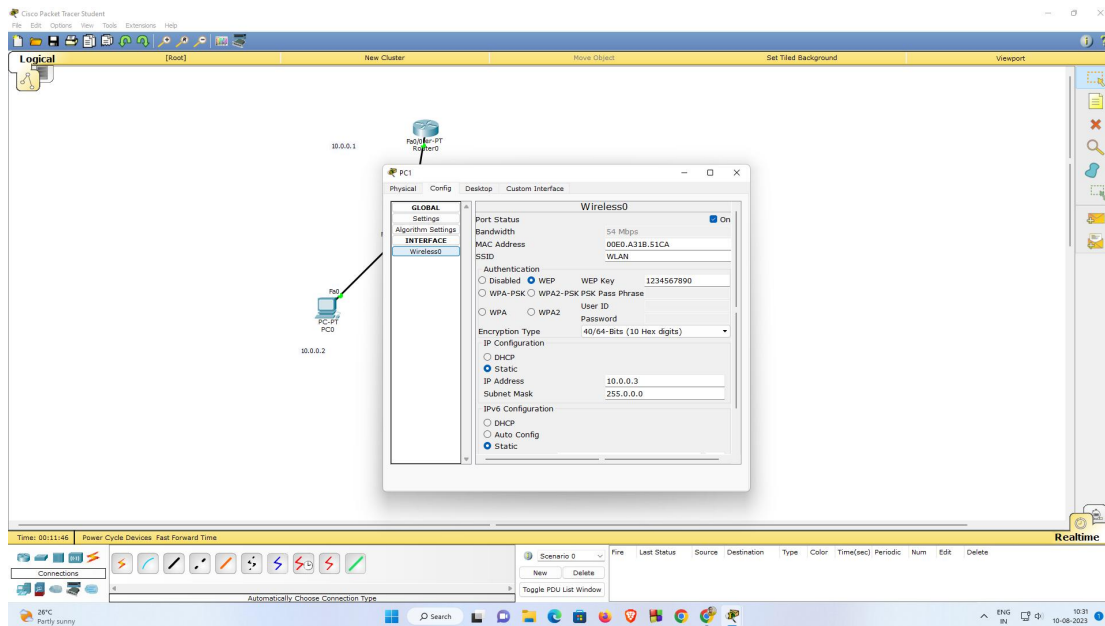 Cisco Packet Tracer Student
File Edit Options View Tools Extensions Help
Logical [Root] New Cluster Move Object Set Tiled Background Viewport
10.0.0.1
Fa0/0
Router0
PC1
Physical Config Desktop Custom Interface
GLOBAL
Settings
Algorithm Settings
INTERFACE
Wireless0
Wireless0
Port Status On
Bandwidth 54 Mbps
MAC Address 00E0.A31B.51CA
SSID WLAN
Authentication
Disabled WEP WEP Key 1234567890
WPA-PSK WPA2-PSK PSK Pass Phrase
User ID
WPA WPA2
Password
Encryption Type 40/64-Bits (10 Hex digits)
IP Configuration
DHCP
Static
IP Address 10.0.0.3
Subnet Mask 255.0.0.0
IPv6 Configuration
DHCP
Auto Config
Static
Fa0
PC-PT
PC0
10.0.0.2
Time: 00:11:46 Power Cycle Devices Fast Forward Time Realtime
Connections
Automatically Choose Connection Type
Scenario 0
New Delete
Toggle PDU List Window
Fire Last Status Source Destination Type Color Time(sec) Periodic Num Edit Delete
26°C
Partly sunny
Search
ENG
IN
10:31
10-08-2023